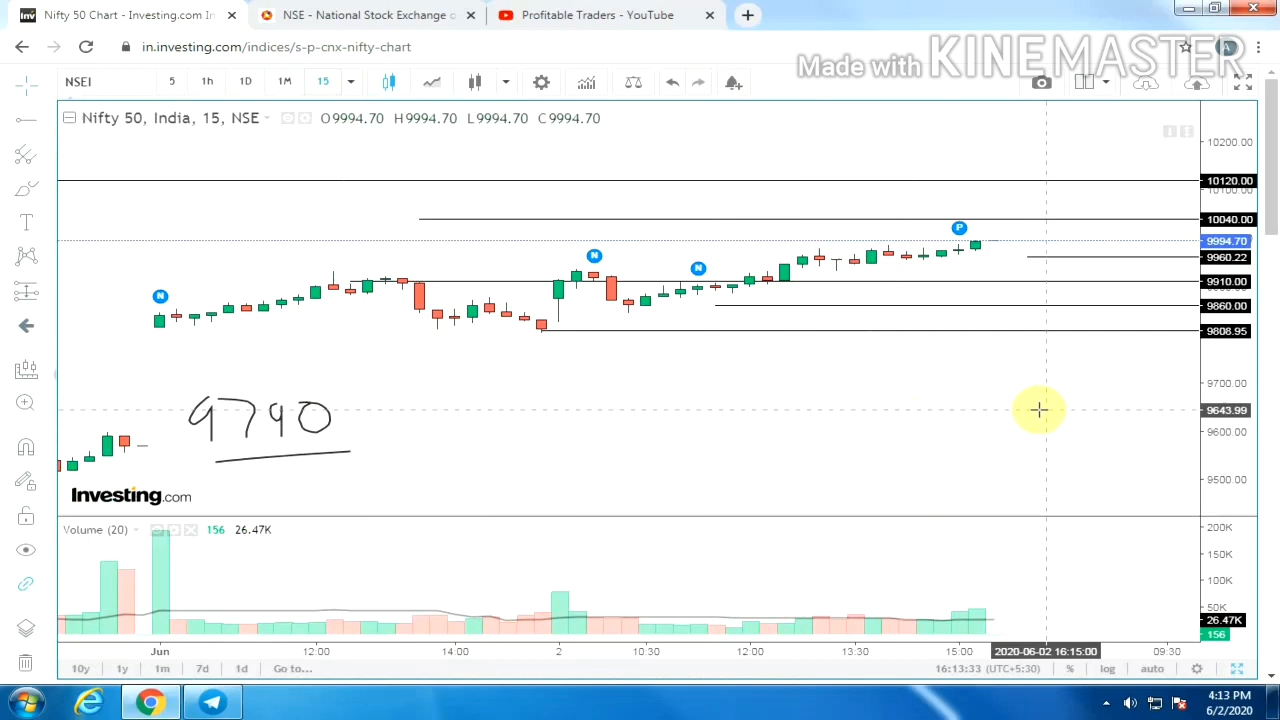 Nifty 50 Chart - Investing.com In
NSE - National Stock Exchange o
Profitable Traders - YouTube
in.investing.com/indices/s-p-cnx-nifty-chart
A
Made with KINEMASTER
NSEI 5 1h 1D 1M 15
Nifty 50, India, 15, NSE O9994.70 H9994.70 L9994.70 C9994.70
10200.00
10120.00
10100.00
10040.00
P
9994.70
N
9960.22
N
9910.00
N
9860.00
9808.95
9700.00
9790
9643.99
9600.00
9500.00
Investing.com
Volume (20) 156 26.47K
200K
150K
100K
50K
26.47K
156
Jun 12:00 14:00 2 10:30 12:00 13:30 15:00 2020-06-02 16:15:00 09:30
10y 1y 1m 7d 1d Go to... 16:13:33 (UTC+5:30) % log auto
4:13 PM
6/2/2020